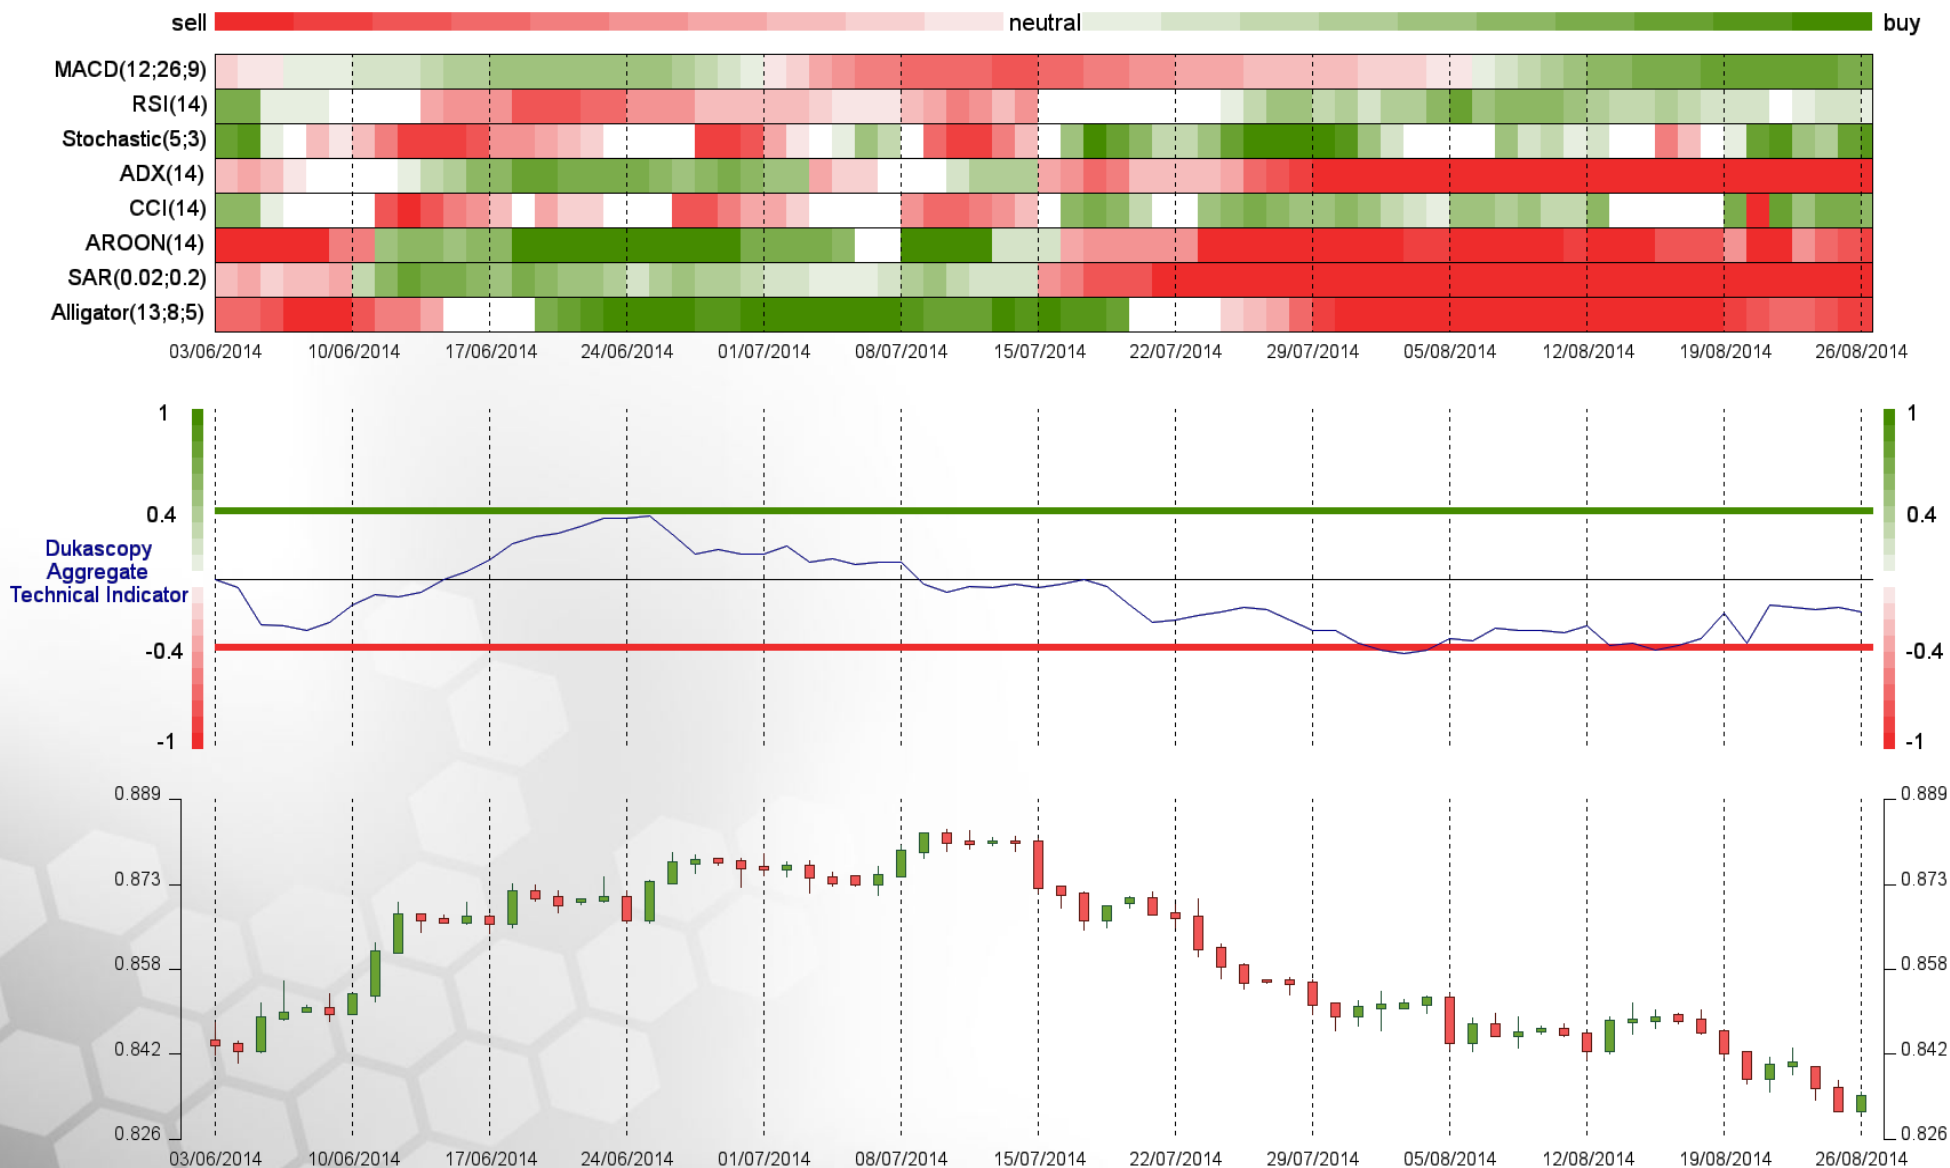 sell neutral buy
MACD(12;26;9)
RSI(14)
Stochastic(5;3)
ADX(14)
CCI(14)
AROON(14)
SAR(0.02;0.2)
Alligator(13;8;5)
03/06/2014 10/06/2014 17/06/2014 24/06/2014 01/07/2014 08/07/2014 15/07/2014 22/07/2014 29/07/2014 05/08/2014 12/08/2014 19/08/2014 26/08/2014
1 1
0.4 0.4
Dukascopy
Aggregate
Technical Indicator
-0.4 -0.4
-1 -1
0.889 0.889
0.873 0.873
0.858 0.858
0.842 0.842
0.826 0.826
03/06/2014 10/06/2014 17/06/2014 24/06/2014 01/07/2014 08/07/2014 15/07/2014 22/07/2014 29/07/2014 05/08/2014 12/08/2014 19/08/2014 26/08/2014